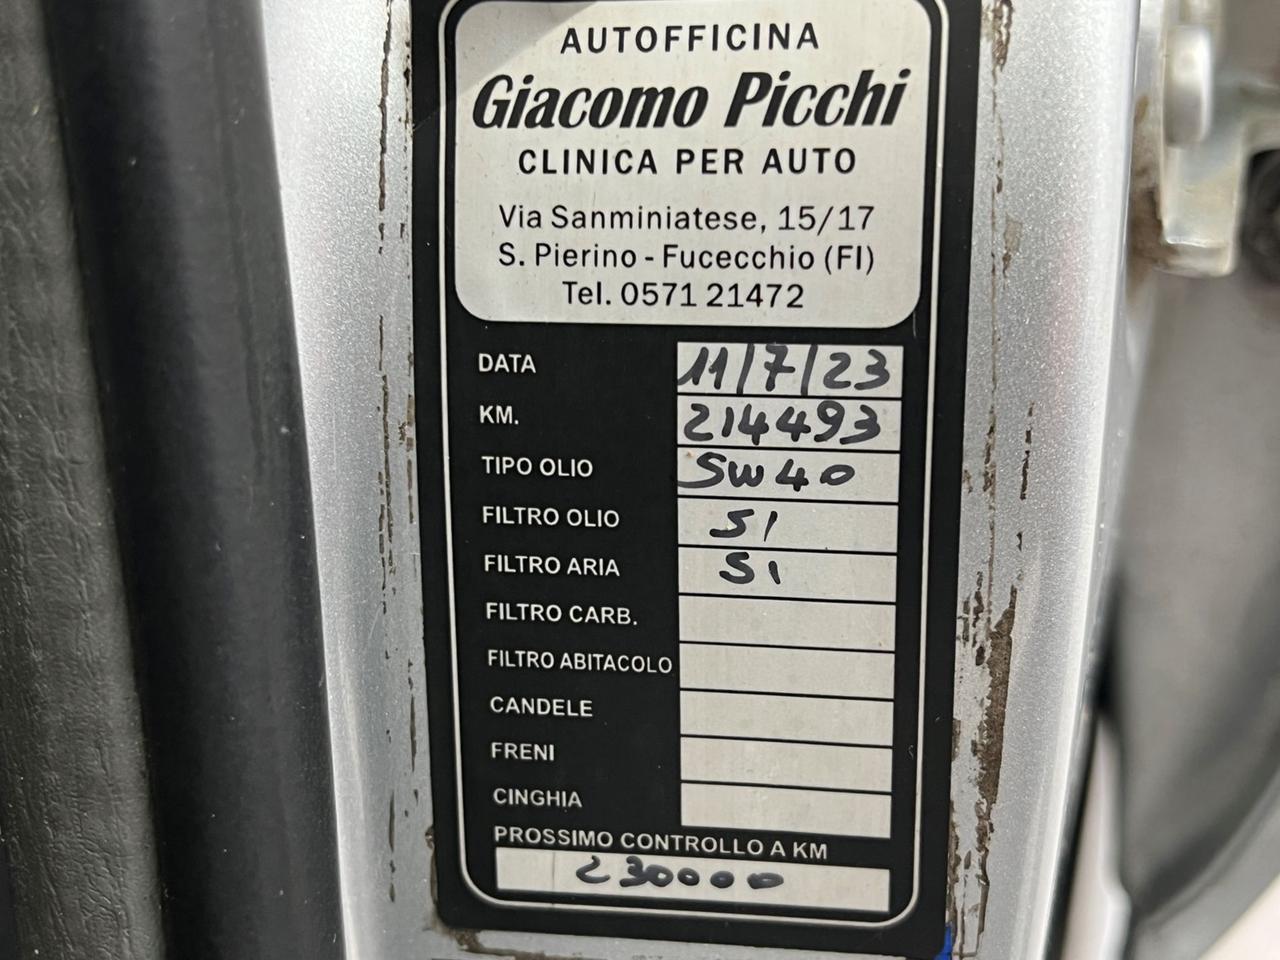 AUTOFFICINA
Giacomo Picchi
CLINICA PER AUTO
Via Sanminiatese, 15/17
S. Pierino - Fucecchio (FI)
Tel. 0571 21472
DATA 11/7/23
KM. 214493
TIPO OLIO 5W40
FILTRO OLIO SI
FILTRO ARIA SI
FILTRO CARB.
FILTRO ABITACOLO
CANDELE
FRENI
CINGHIA
PROSSIMO CONTROLLO A KM
230000